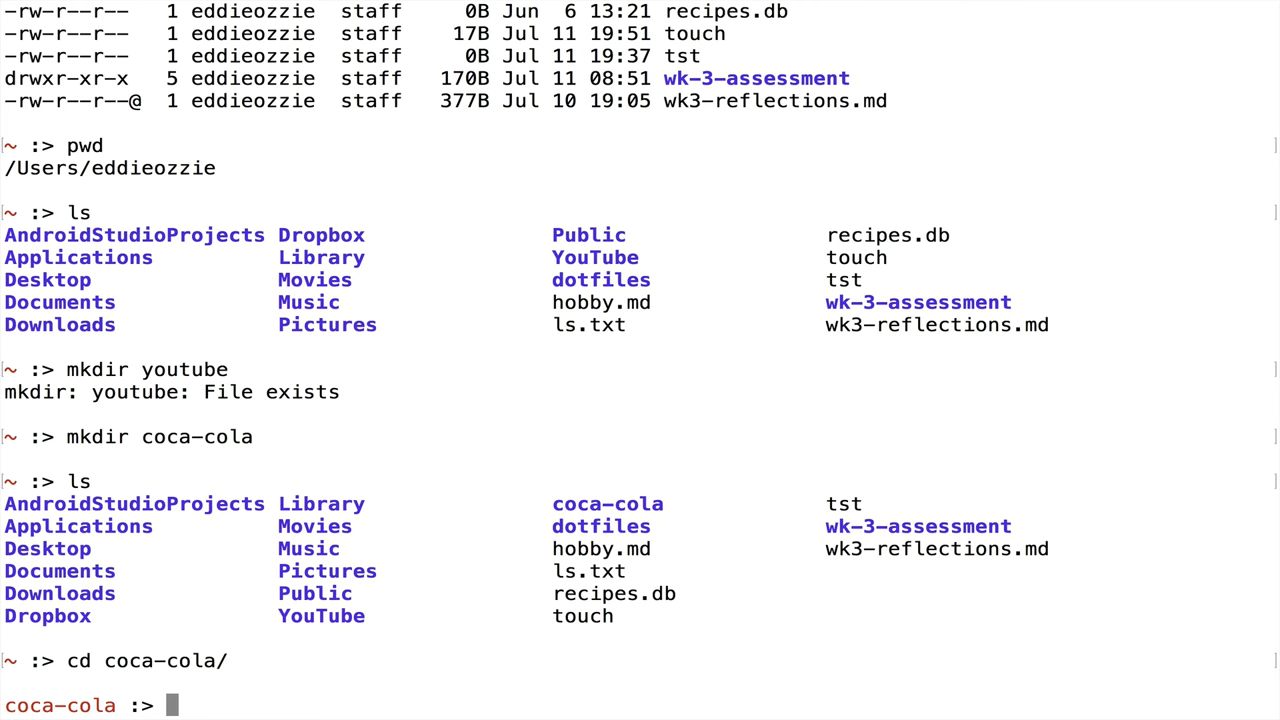 -rw-r--r-- 1 eddieozzie staff 0B Jun 6 13:21 recipes.db
-rw-r--r-- 1 eddieozzie staff 17B Jul 11 19:51 touch
-rw-r--r-- 1 eddieozzie staff 0B Jul 11 19:37 tst
drwxr-xr-x 5 eddieozzie staff 170B Jul 11 08:51 wk-3-assessment
-rw-r--r--@ 1 eddieozzie staff 377B Jul 10 19:05 wk3-reflections.md
[~ :> pwd ]
/Users/eddieozzie
[~ :> ls ]
AndroidStudioProjects Dropbox Public recipes.db
Applications Library YouTube touch
Desktop Movies dotfiles tst
Documents Music hobby.md wk-3-assessment
Downloads Pictures ls.txt wk3-reflections.md
[~ :> mkdir youtube ]
mkdir: youtube: File exists
[~ :> mkdir coca-cola ]
[~ :> ls ]
AndroidStudioProjects Library coca-cola tst
Applications Movies dotfiles wk-3-assessment
Desktop Music hobby.md wk3-reflections.md
Documents Pictures ls.txt
Downloads Public recipes.db
Dropbox YouTube touch
[~ :> cd coca-cola/ ]
coca-cola :>